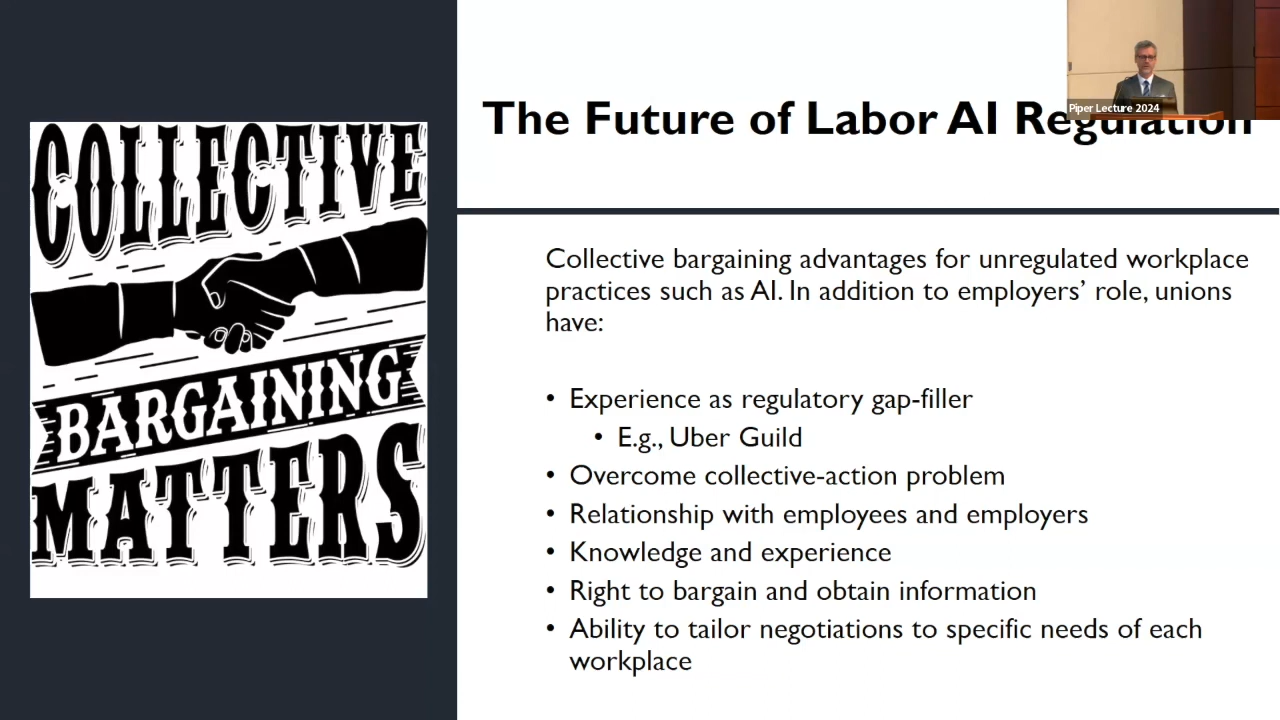 COLLECTIVE
BARGAINING
MATTERS
Piper Lecture 2024
The Future of Labor AI Regulation
Collective bargaining advantages for unregulated workplace
practices such as AI. In addition to employers’ role, unions
have:
• Experience as regulatory gap-filler
• E.g., Uber Guild
• Overcome collective-action problem
• Relationship with employees and employers
• Knowledge and experience
• Right to bargain and obtain information
• Ability to tailor negotiations to specific needs of each
workplace